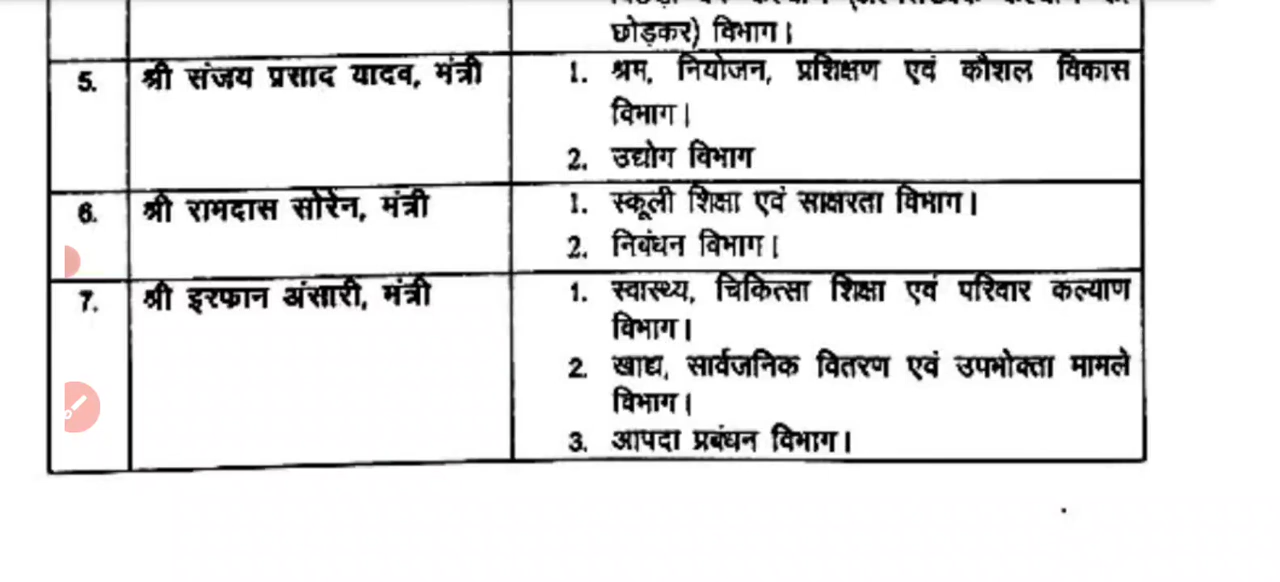 छोड़कर) विभाग।
5. श्री संजय प्रसाद यादव, मंत्री 1. श्रम, नियोजन, प्रशिक्षण एवं कौशल विकास
विभाग।
2. उद्योग विभाग
6. श्री रामदास सोरेन, मंत्री 1. स्कूली शिक्षा एवं साक्षरता विभाग।
2. निबंधन विभाग।
7. श्री इरफान अंसारी, मंत्री 1. स्वास्थ्य, चिकित्सा शिक्षा एवं परिवार कल्याण
विभाग।
2. खाद्य, सार्वजनिक वितरण एवं उपभोक्ता मामले
विभाग।
3. आपदा प्रबंधन विभाग।